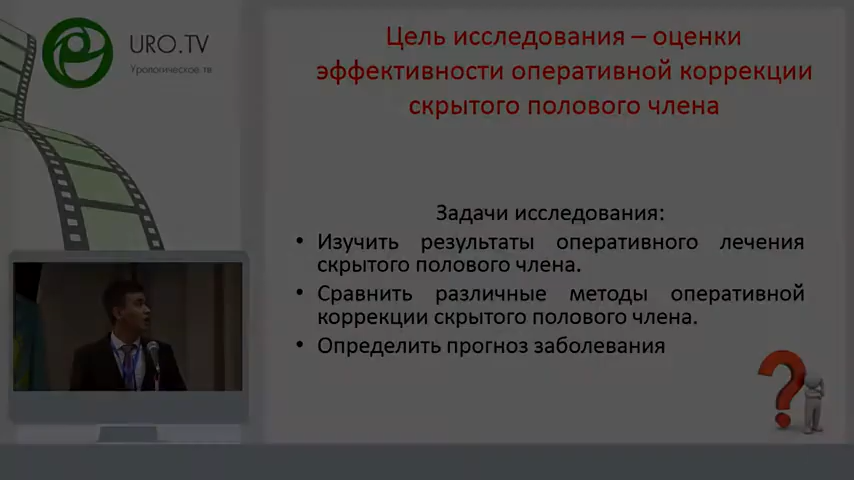 URO.TV
Урологическое тв
Цель исследования – оценки
эффективности оперативной коррекции
скрытого полового члена
Задачи исследования:
• Изучить результаты оперативного лечения
скрытого полового члена.
• Сравнить различные методы оперативной
коррекции скрытого полового члена.
• Определить прогноз заболевания